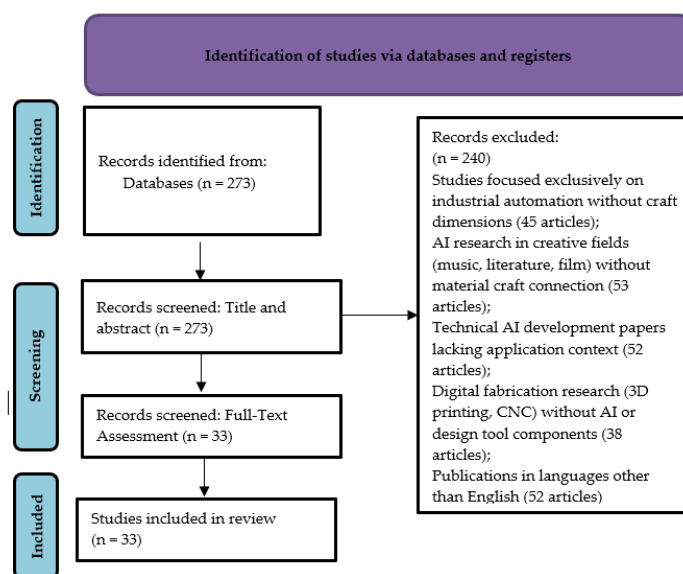 Identification of studies via databases and registers
Identification
Records identified from:
Databases (n = 273)
Screening
Records screened: Title and
abstract (n = 273)
Records screened: Full-Text
Assessment (n = 33)
Included
Studies included in review
(n = 33)
Records excluded:
(n = 240)
Studies focused exclusively on
industrial automation without craft
dimensions (45 articles);
AI research in creative fields
(music, literature, film) without
material craft connection (53
articles);
Technical AI development papers
lacking application context (52
articles);
Digital fabrication research (3D
printing, CNC) without AI or
design tool components (38
articles);
Publications in languages other
than English (52 articles)